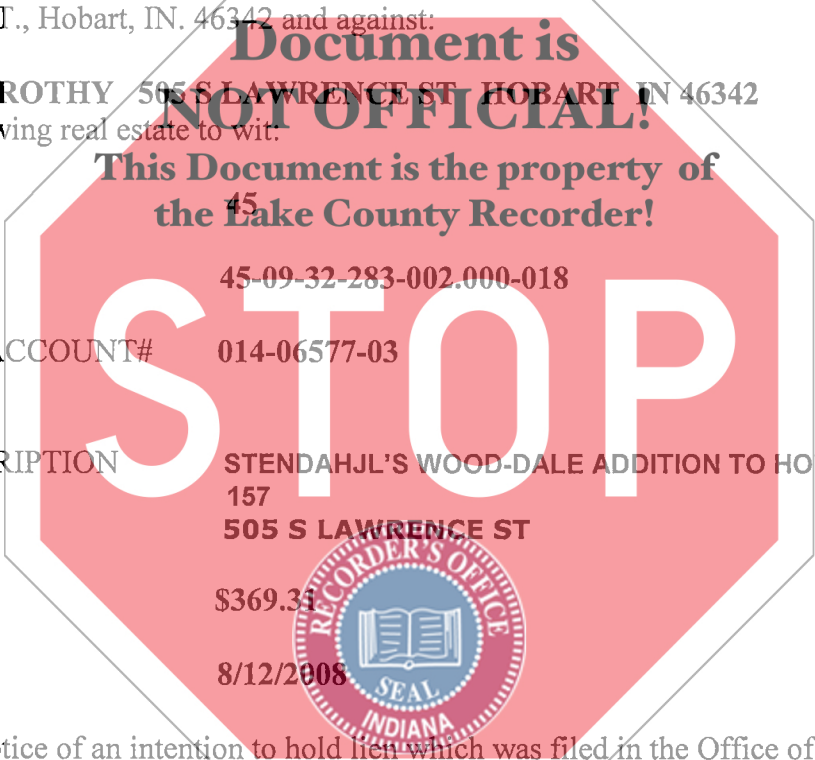 T., Hobart, IN. 46342 and against:
Document is
ROTHY 505 S LAWRENCE ST HOBART IN 46342
NOT OFFICIAL!
wing real estate to wit:
This Document is the property of
45
the Lake County Recorder!
45-09-32-283-002.000-018
STOP
ACCOUNT# 014-06577-03
RIPTION STENDAHJL'S WOOD-DALE ADDITION TO HO
157
505 S LAWRENCE ST
RECORDER'S OFFICE
$369.31
8/12/2008
SEAL
INDIANA
tice of an intention to hold lien which was filed in the Office of